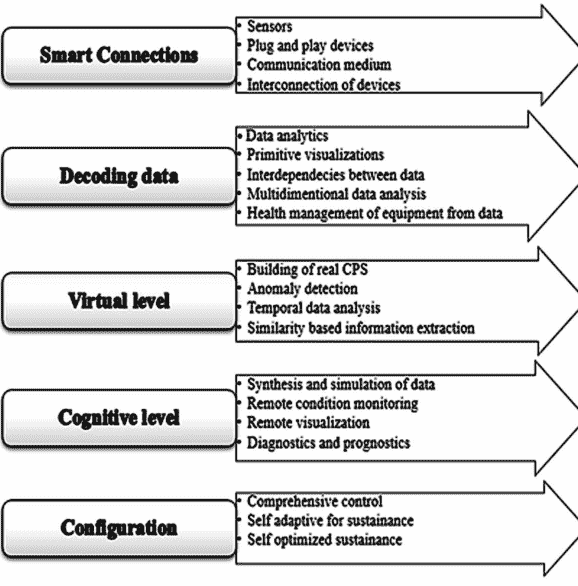 Smart Connections
• Sensors
• Plug and play devices
• Communication medium
• Interconnection of devices
Decoding data
• Data analytics
• Primitive visualizations
• Interdependecies between data
• Multidimentional data analysis
• Health management of equipment from data
Virtual level
• Building of real CPS
• Anomaly detection
• Temporal data analysis
• Similarity based information extraction
Cognitive level
• Synthesis and simulation of data
• Remote condition monitoring
• Remote visualization
• Diagnostics and prognostics
Configuration
• Comprehensive control
• Self adaptive for sustainance
• Self optimized sustainance